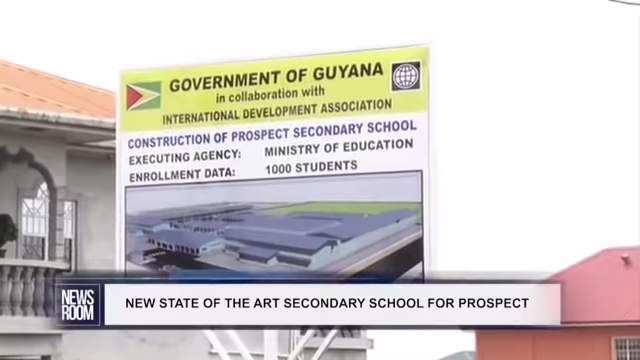 GOVERNMENT OF GUYANA
in collaboration with
INTERNATIONAL DEVELOPMENT ASSOCIATION
CONSTRUCTION OF PROSPECT SECONDARY SCHOOL
EXECUTING AGENCY: MINISTRY OF EDUCATION
ENROLLMENT DATA: 1000 STUDENTS
NEWS
ROOM
NEW STATE OF THE ART SECONDARY SCHOOL FOR PROSPECT